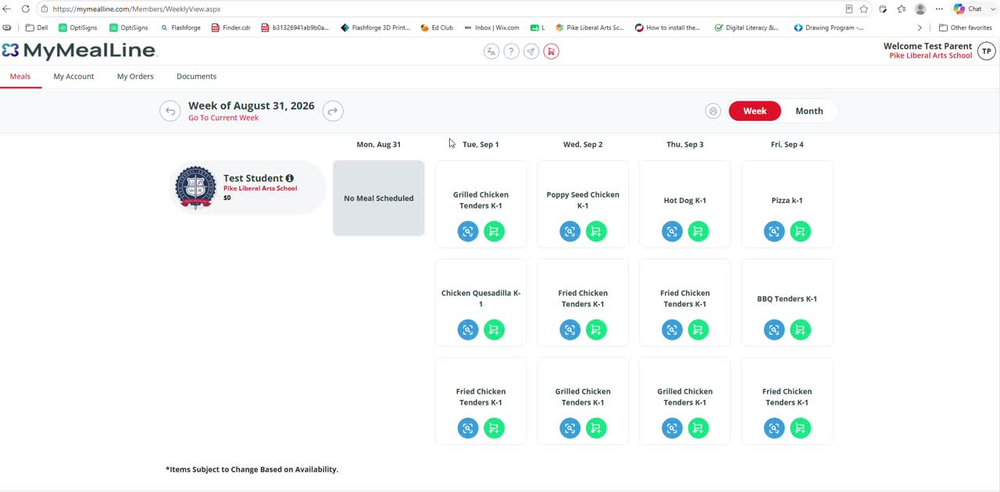 https://mymealline.com/Members/WeeklyView.aspx
Chat
Dell
OptiSigns
OptiSigns
Flashforge
Finder.cdr
b31326941ab9b0a...
Flashforge 3D Print...
Ed Club
Inbox | Wix.com
L
Pike Liberal Arts Sc...
How to install the...
Digital Literacy &...
Drawing Program -...
Other favorites
MyMealLine
Welcome Test Parent
Pike Liberal Arts School
TP
Meals
My Account
My Orders
Documents
Week of August 31, 2026
Go To Current Week
Week
Month
Mon, Aug 31
Tue, Sep 1
Wed, Sep 2
Thu, Sep 3
Fri, Sep 4
Test Student
Pike Liberal Arts School
$0
No Meal Scheduled
Grilled Chicken
Tenders K-1
Poppy Seed Chicken
K-1
Hot Dog K-1
Pizza k-1
Chicken Quesadilla K-
1
Fried Chicken
Tenders K-1
Fried Chicken
Tenders K-1
BBQ Tenders K-1
Fried Chicken
Tenders K-1
Grilled Chicken
Tenders K-1
Grilled Chicken
Tenders K-1
Fried Chicken
Tenders K-1
*Items Subject to Change Based on Availability.